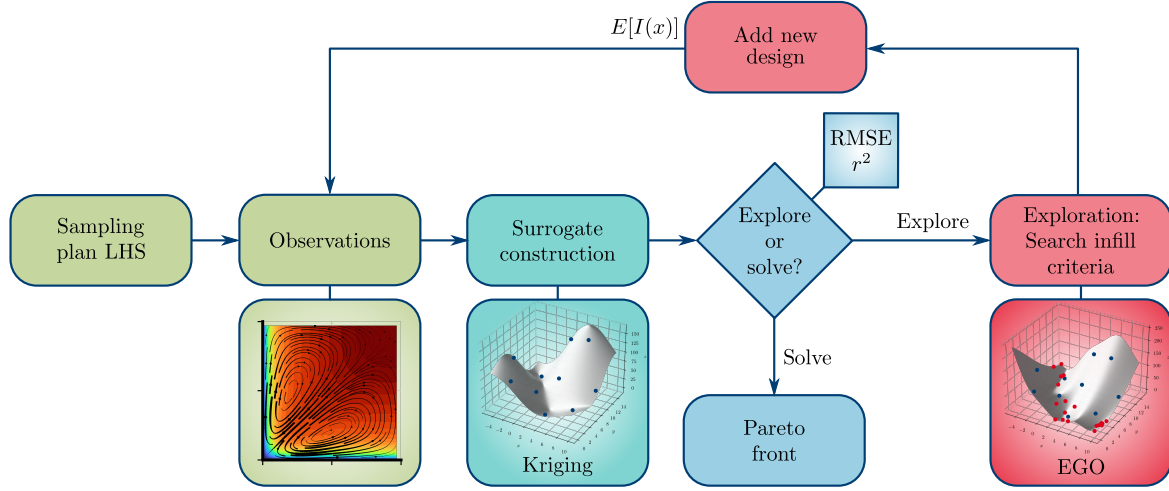 E[I(x)]
Add new
design
RMSE
r²
Sampling
plan LHS
Observations
Surrogate
construction
Explore
or
solve?
Explore
Exploration:
Search infill
criteria
Solve
Kriging
Pareto
front
EGO